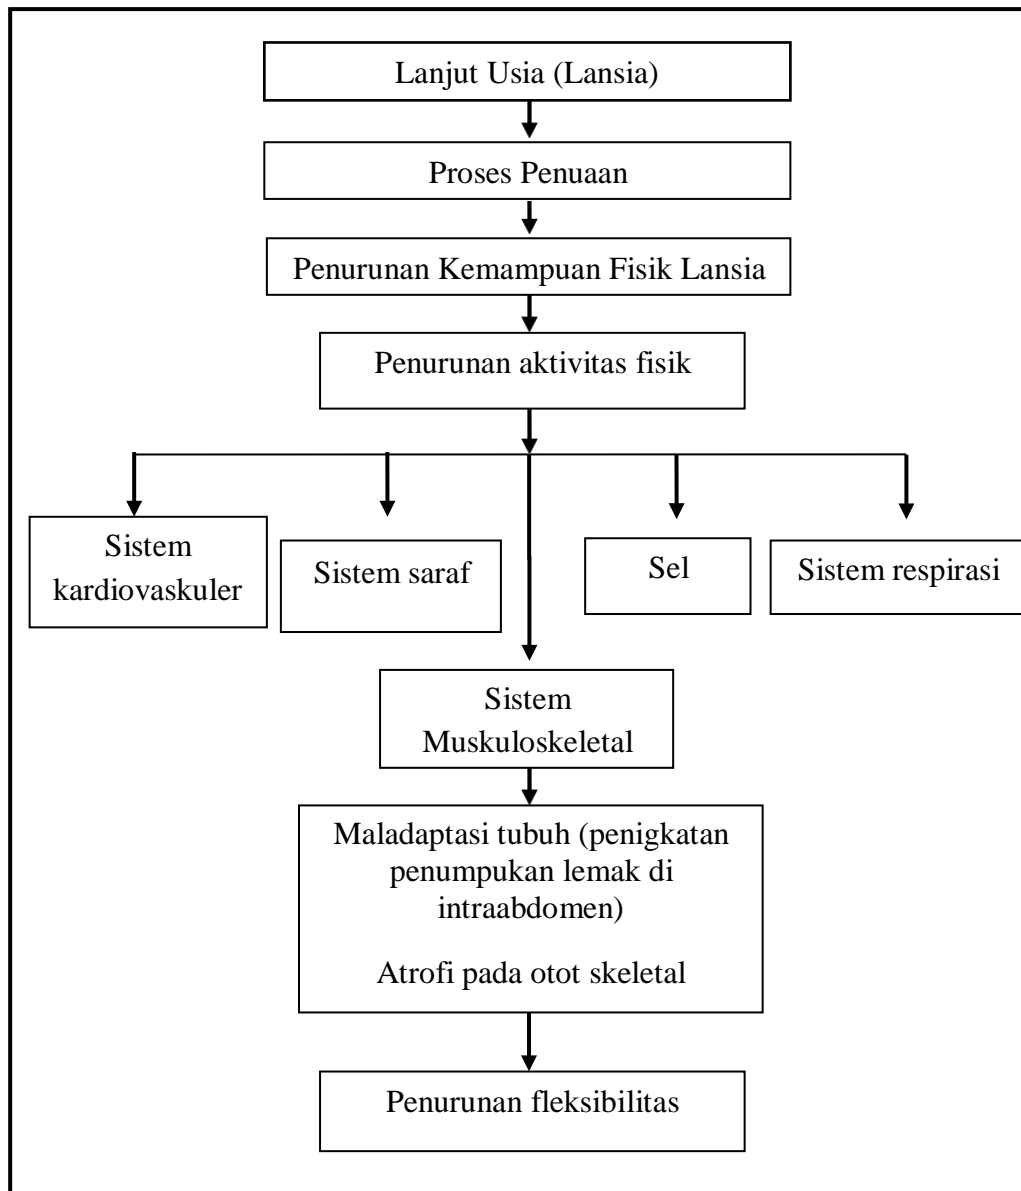 Lanjut Usia (Lansia)
Proses Penuaan
Penurunan Kemampuan Fisik Lansia
Penurunan aktivitas fisik
Sistem
kardiovaskuler
Sistem saraf
Sel
Sistem respirasi
Sistem
Muskuloskeletal
Maladaptasi tubuh (penigkatan
penumpukan lemak di
intraabdomen)
Atrofi pada otot skeletal
Penurunan fleksibilitas